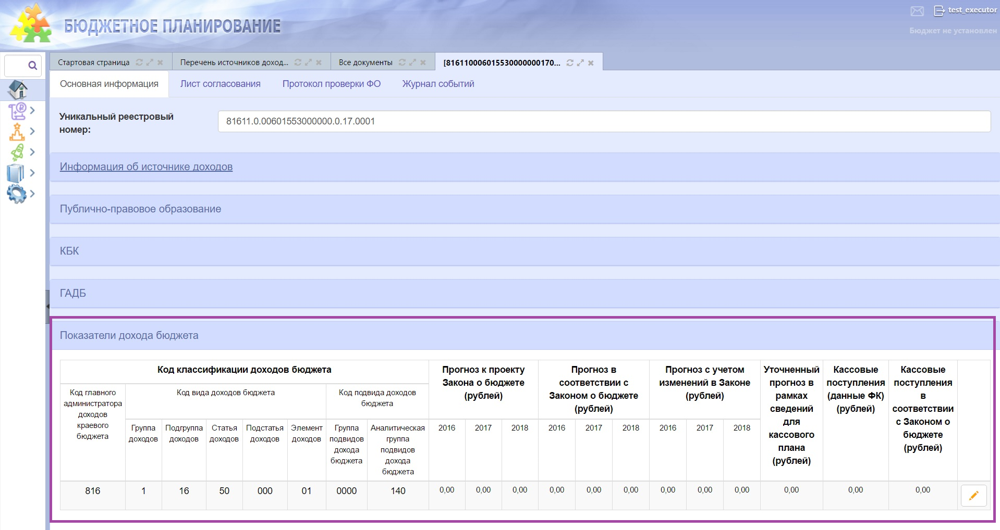 БЮДЖЕТНОЕ ПЛАНИРОВАНИЕ
test_executor
Бюджет не установлен
Стартовая страница
Перечень источников доход...
Все документы
[8161100060155300000001​70...
Основная информация
Лист согласования
Протокол проверки ФО
Журнал событий
Уникальный реестровый
номер:
81611.0.00601553000000.0.17.0001
Информация об источнике доходов
Публично-правовое образование
КБК
ГАДБ
Показатели дохода бюджета
Код классификации доходов бюджета
Код главного
администратора
доходов
краевого
бюджета
Код вида доходов бюджета
Код подвида доходов
бюджета
Группа
доходов
Подгруппа
доходов
Статья
доходов
Подстатья
доходов
Элемент
доходов
Группа
подвидов
дохода
бюджета
Аналитическая
группа
подвидов
дохода
бюджета
Прогноз к проекту
Закона о бюджете
(рублей)
2016 2017 2018
Прогноз в
соответствии с
Законом о бюджете
(рублей)
2016 2017 2018
Прогноз с учетом
изменений в Законе
(рублей)
2016 2017 2018
Уточненный
прогноз в
рамках
сведений
для
кассового
плана
(рублей)
Кассовые
поступления
(данные ФК)
(рублей)
Кассовые
поступления
в
соответствии
с Законом о
бюджете
(рублей)
816 1 16 50 000 01 0000 140 0,00 0,00 0,00 0,00 0,00 0,00 0,00 0,00 0,00 0,00 0,00 0,00